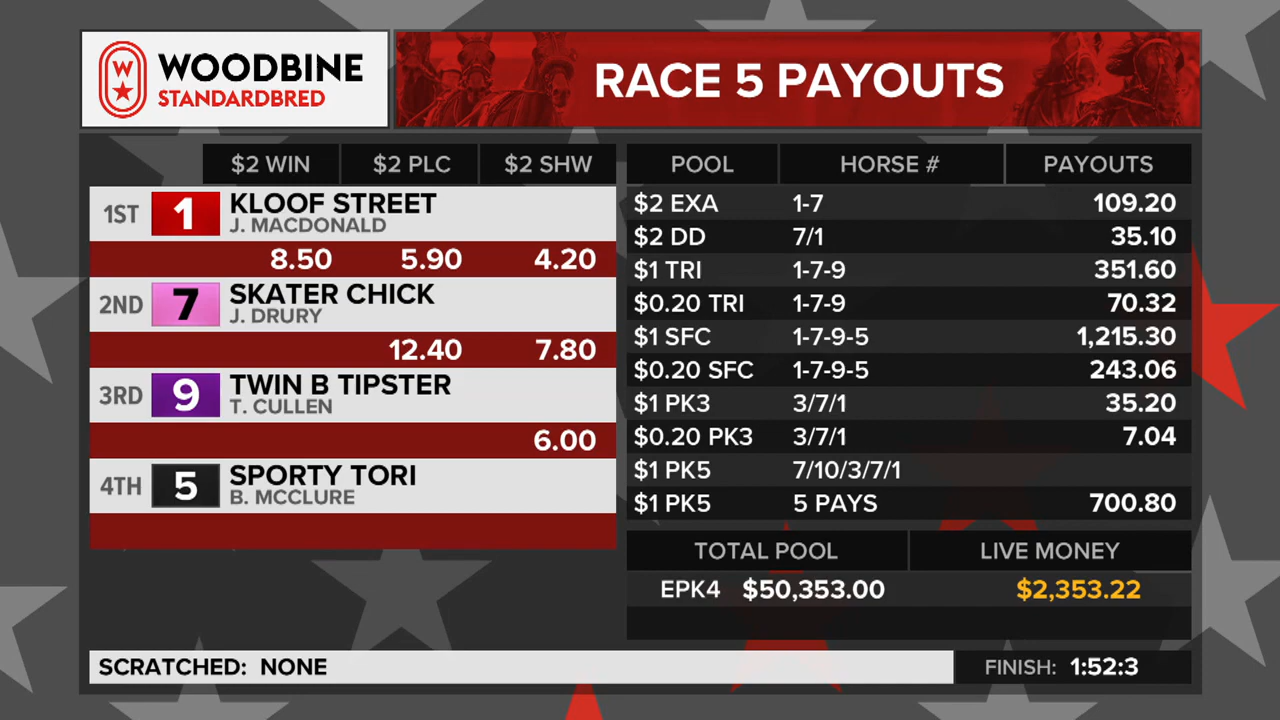 W
WOODBINE
STANDARDBRED
RACE 5 PAYOUTS
$2 WIN $2 PLC $2 SHW
1ST 1 KLOOF STREET
J. MACDONALD
8.50 5.90 4.20
2ND 7 SKATER CHICK
J. DRURY
12.40 7.80
3RD 9 TWIN B TIPSTER
T. CULLEN
6.00
4TH 5 SPORTY TORI
B. MCCLURE
POOL HORSE # PAYOUTS
$2 EXA 1-7 109.20
$2 DD 7/1 35.10
$1 TRI 1-7-9 351.60
$0.20 TRI 1-7-9 70.32
$1 SFC 1-7-9-5 1,215.30
$0.20 SFC 1-7-9-5 243.06
$1 PK3 3/7/1 35.20
$0.20 PK3 3/7/1 7.04
$1 PK5 7/10/3/7/1
$1 PK5 5 PAYS 700.80
TOTAL POOL LIVE MONEY
EPK4 $50,353.00 $2,353.22
SCRATCHED: NONE
FINISH: 1:52:3